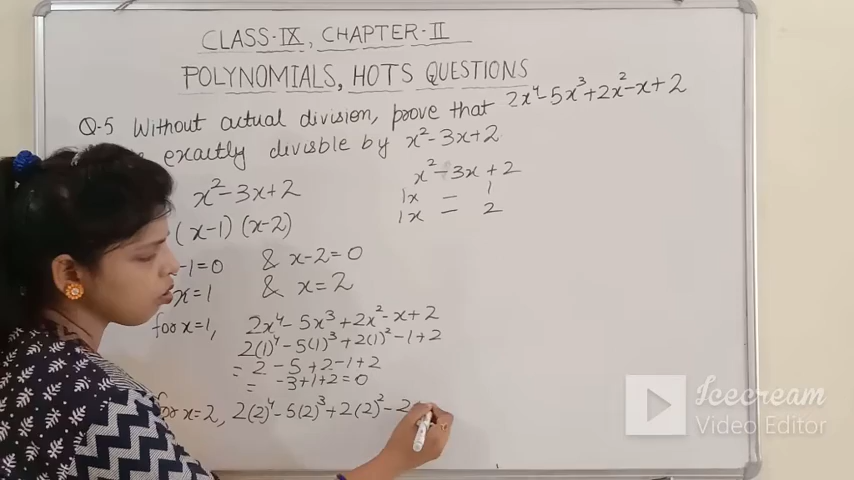 CLASS-IX, CHAPTER-II
POLYNOMIALS, HOTS QUESTIONS
Q-5 Without actual division, prove that 2x⁴-5x³+2x²-x+2
exactly divisble by x²-3x+2
x²-3x+2
(x-1) (x-2)
-1=0 & x-2=0
x=1 & x=2
x²-3x+2
1x = 1
1x = 2
for x=1, 2x⁴-5x³+2x²-x+2
2(1)⁴-5(1)³+2(1)²-1+2
= 2-5+2-1+2
= -3+1+2=0
for x=2, 2(2)⁴-5(2)³+2(2)²-2
Icecream
Video Editor